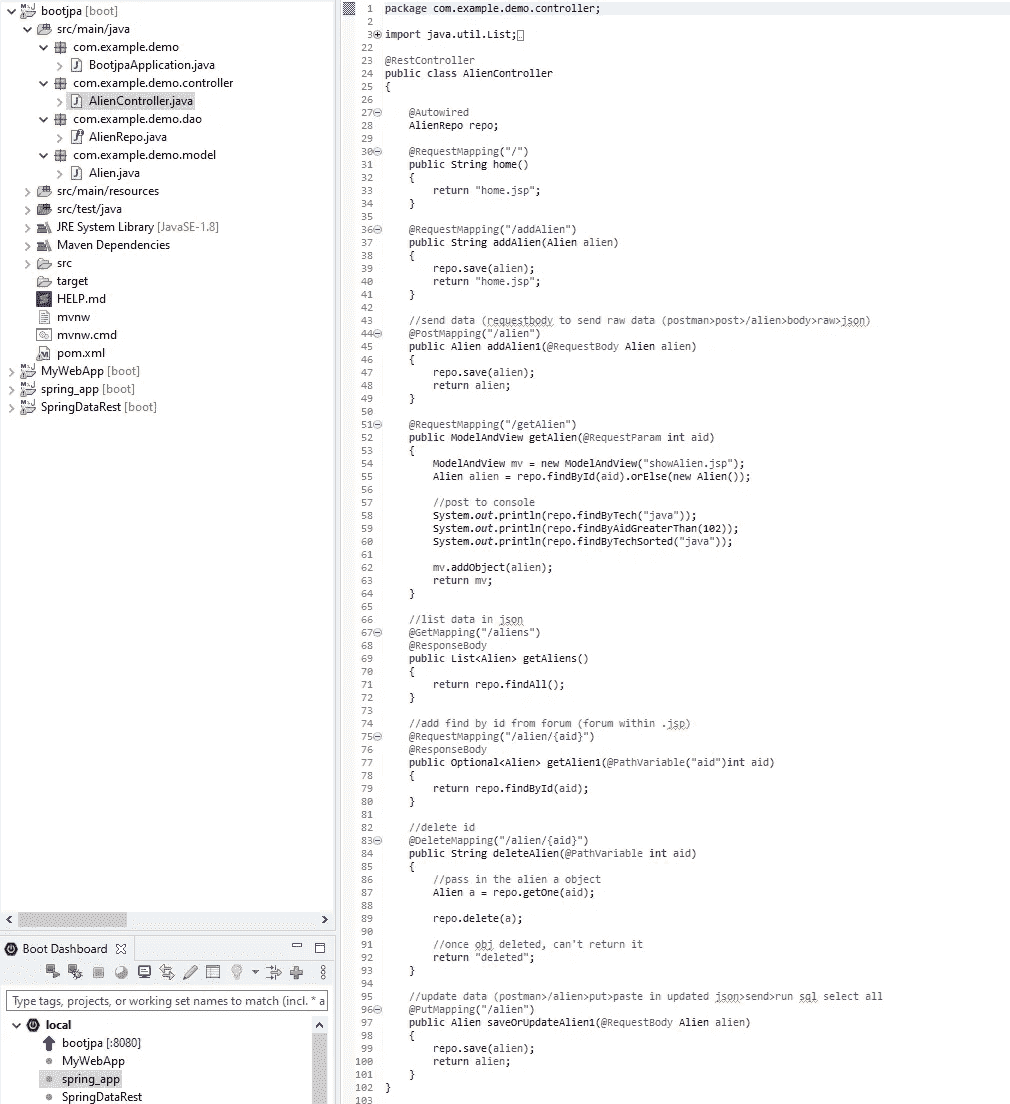 bootjpa [boot]
src/main/java
com.example.demo
BootjpaApplication.java
com.example.demo.controller
AlienController.java
com.example.demo.dao
AlienRepo.java
com.example.demo.model
Alien.java
src/main/resources
src/test/java
JRE System Library [JavaSE-1.8]
Maven Dependencies
src
target
HELP.md
mvnw
mvnw.cmd
pom.xml
MyWebApp [boot]
spring_app [boot]
SpringDataRest [boot]
Boot Dashboard
Type tags, projects, or working set names to match (incl. * a
local
bootjpa [:8080]
MyWebApp
spring_app
SpringDataRest
1 package com.example.demo.controller;
2
3 import java.util.List;
22
23 @RestController
24 public class AlienController
25 {
26
27 @Autowired
28 AlienRepo repo;
29
30 @RequestMapping("/")
31 public String home()
32 {
33 return "home.jsp";
34 }
35
36 @RequestMapping("/addAlien")
37 public String addAlien(Alien alien)
38 {
39 repo.save(alien);
40 return "home.jsp";
41 }
42
43 //send data (requestbody to send raw data (postman>post>/alien>body>raw>json)
44 @PostMapping("/alien")
45 public Alien addAlien1(@RequestBody Alien alien)
46 {
47 repo.save(alien);
48 return alien;
49 }
50
51 @RequestMapping("/getAlien")
52 public ModelAndView getAlien(@RequestParam int aid)
53 {
54 ModelAndView mv = new ModelAndView("showAlien.jsp");
55 Alien alien = repo.findById(aid).orElse(new Alien());
56
57 //post to console
58 System.out.println(repo.findByTech("java"));
59 System.out.println(repo.findByAidGreaterThan(102));
60 System.out.println(repo.findByTechSorted("java"));
61
62 mv.addObject(alien);
63 return mv;
64 }
65
66 //list data in json
67 @GetMapping("/aliens")
68 @ResponseBody
69 public List<Alien> getAliens()
70 {
71 return repo.findAll();
72 }
73
74 //add find by id from forum (forum within .jsp)
75 @RequestMapping("/alien/{aid}")
76 @ResponseBody
77 public Optional<Alien> getAlien1(@PathVariable("aid")int aid)
78 {
79 return repo.findById(aid);
80 }
81
82 //delete id
83 @DeleteMapping("/alien/{aid}")
84 public String deleteAlien(@PathVariable int aid)
85 {
86 //pass in the alien a object
87 Alien a = repo.getOne(aid);
88
89 repo.delete(a);
90
91 //once obj deleted, can't return it
92 return "deleted";
93 }
94
95 //update data (postman>/alien>put>paste in updated json>send>run sql select all
96 @PutMapping("/alien")
97 public Alien saveOrUpdateAlien1(@RequestBody Alien alien)
98 {
99 repo.save(alien);
100 return alien;
101 }
102 }
103